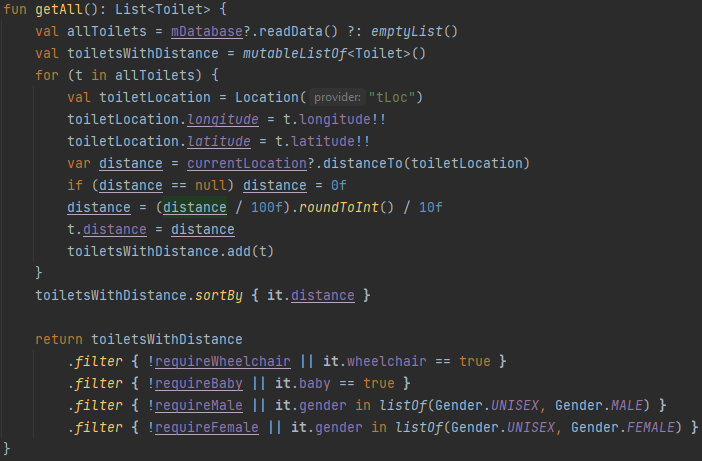 fun getAll(): List<Toilet> {
    val allToilets = mDatabase?.readData() ?: emptyList()
    val toiletsWithDistance = mutableListOf<Toilet>()
    for (t in allToilets) {
        val toiletLocation = Location( provider: "tLoc")
        toiletLocation.longitude = t.longitude!!
        toiletLocation.latitude = t.latitude!!
        var distance = currentLocation?.distanceTo(toiletLocation)
        if (distance == null) distance = 0f
        distance = (distance / 100f).roundToInt() / 10f
        t.distance = distance
        toiletsWithDistance.add(t)
    }
    toiletsWithDistance.sortBy { it.distance }

    return toiletsWithDistance
        .filter { !requireWheelchair || it.wheelchair == true }
        .filter { !requireBaby || it.baby == true }
        .filter { !requireMale || it.gender in listOf(Gender.UNISEX, Gender.MALE) }
        .filter { !requireFemale || it.gender in listOf(Gender.UNISEX, Gender.FEMALE) }
}